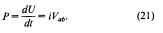 P = dU/dt = iV_ab. (21)